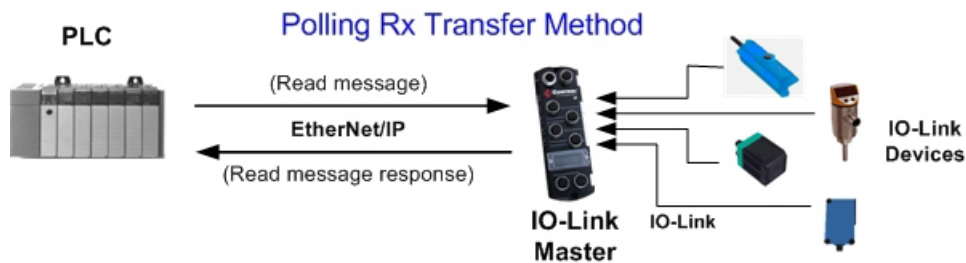 Polling Rx Transfer Method
PLC
(Read message)
EtherNet/IP
(Read message response)
IO-Link
Master
IO-Link
IO-Link
Devices